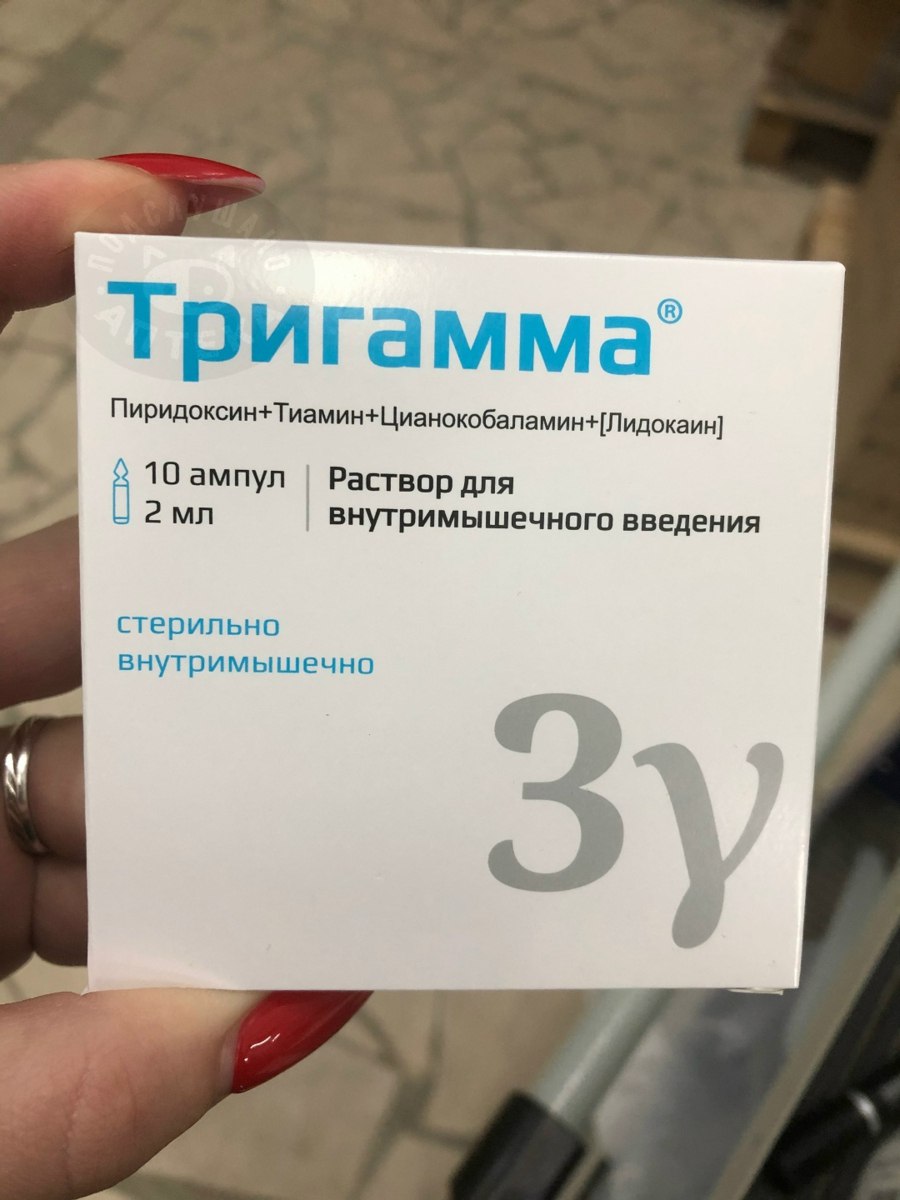 Тригамма®
Пиридоксин+Тиамин+Цианокобаламин+[Лидокаин]
10 ампул
2 мл
Раствор для
внутримышечного введения
стерильно
внутримышечно
3γ